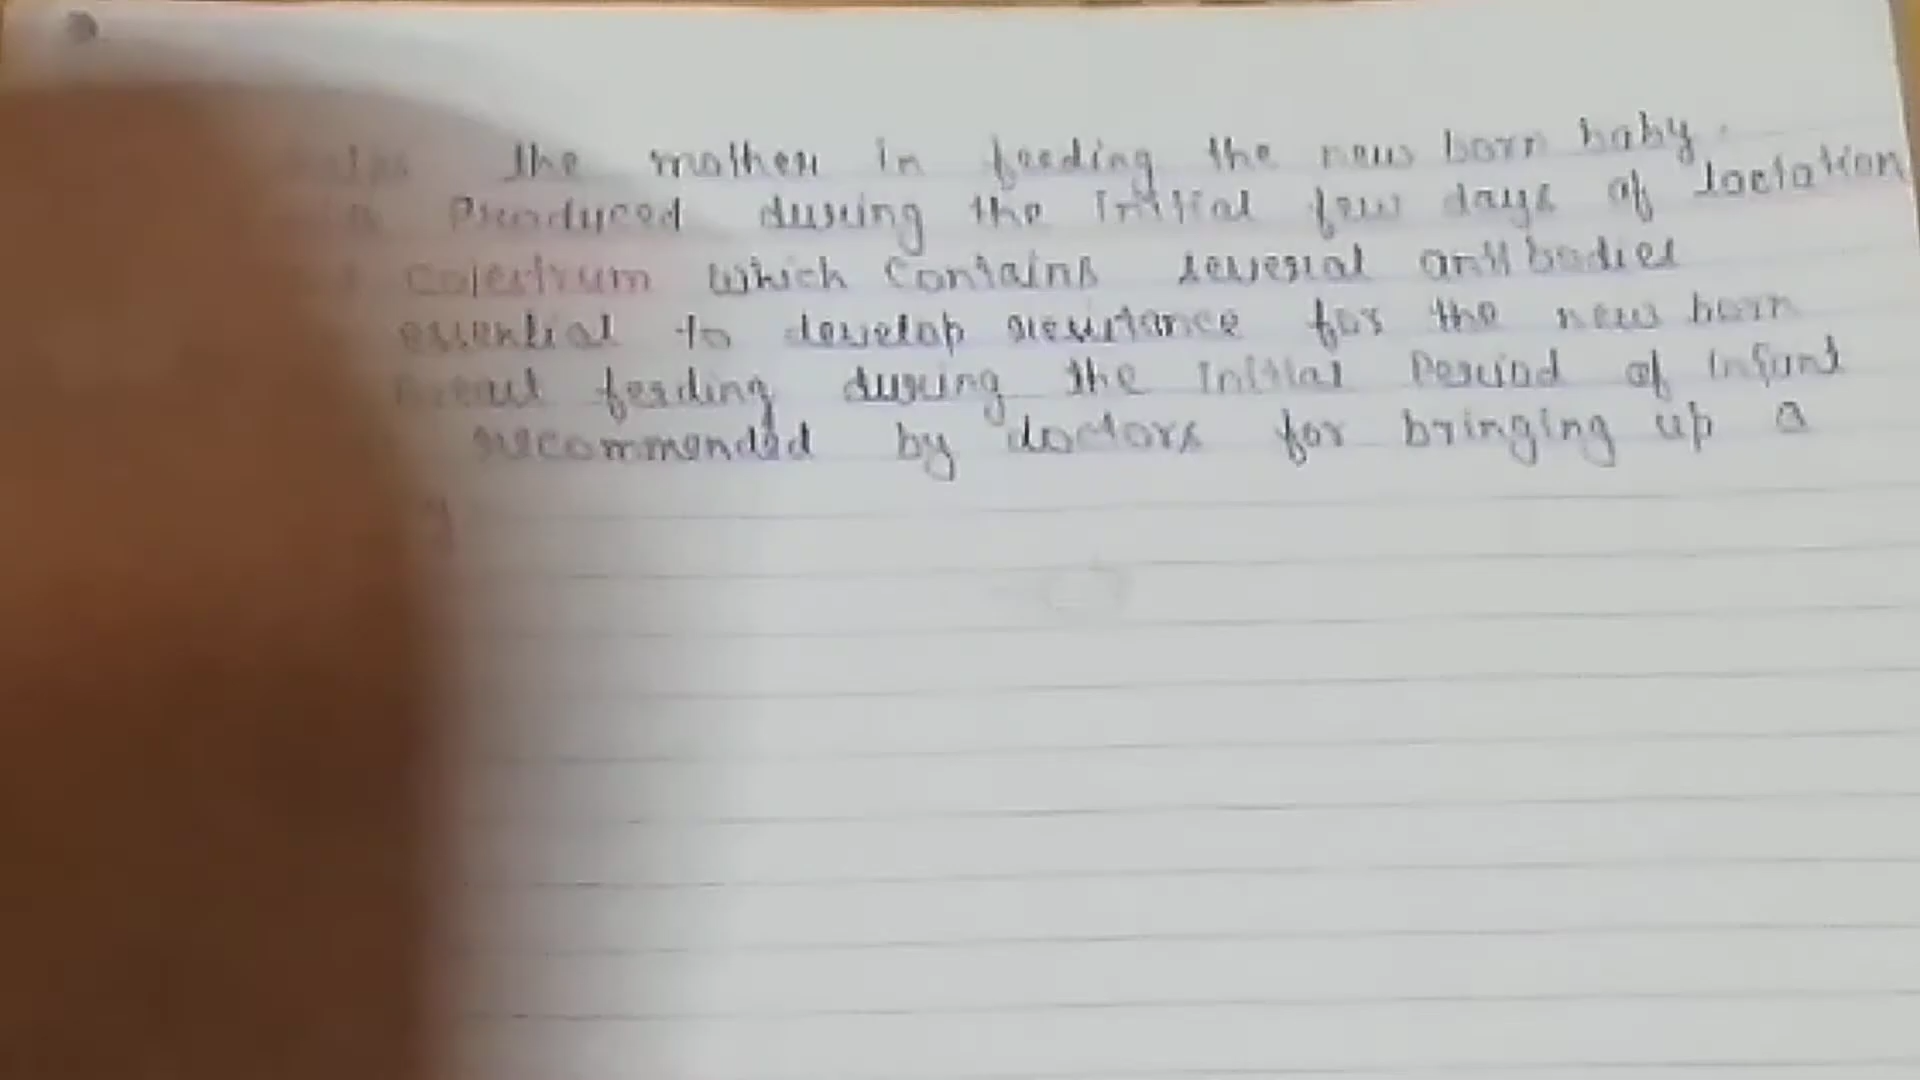 the mother in feeding the new born baby.
produced during the initial few days of lactation
colestrum which contains several antibodies
essential to develop resistance for the new born
Breast feeding during the initial period of infant
recommended by doctors for bringing up a